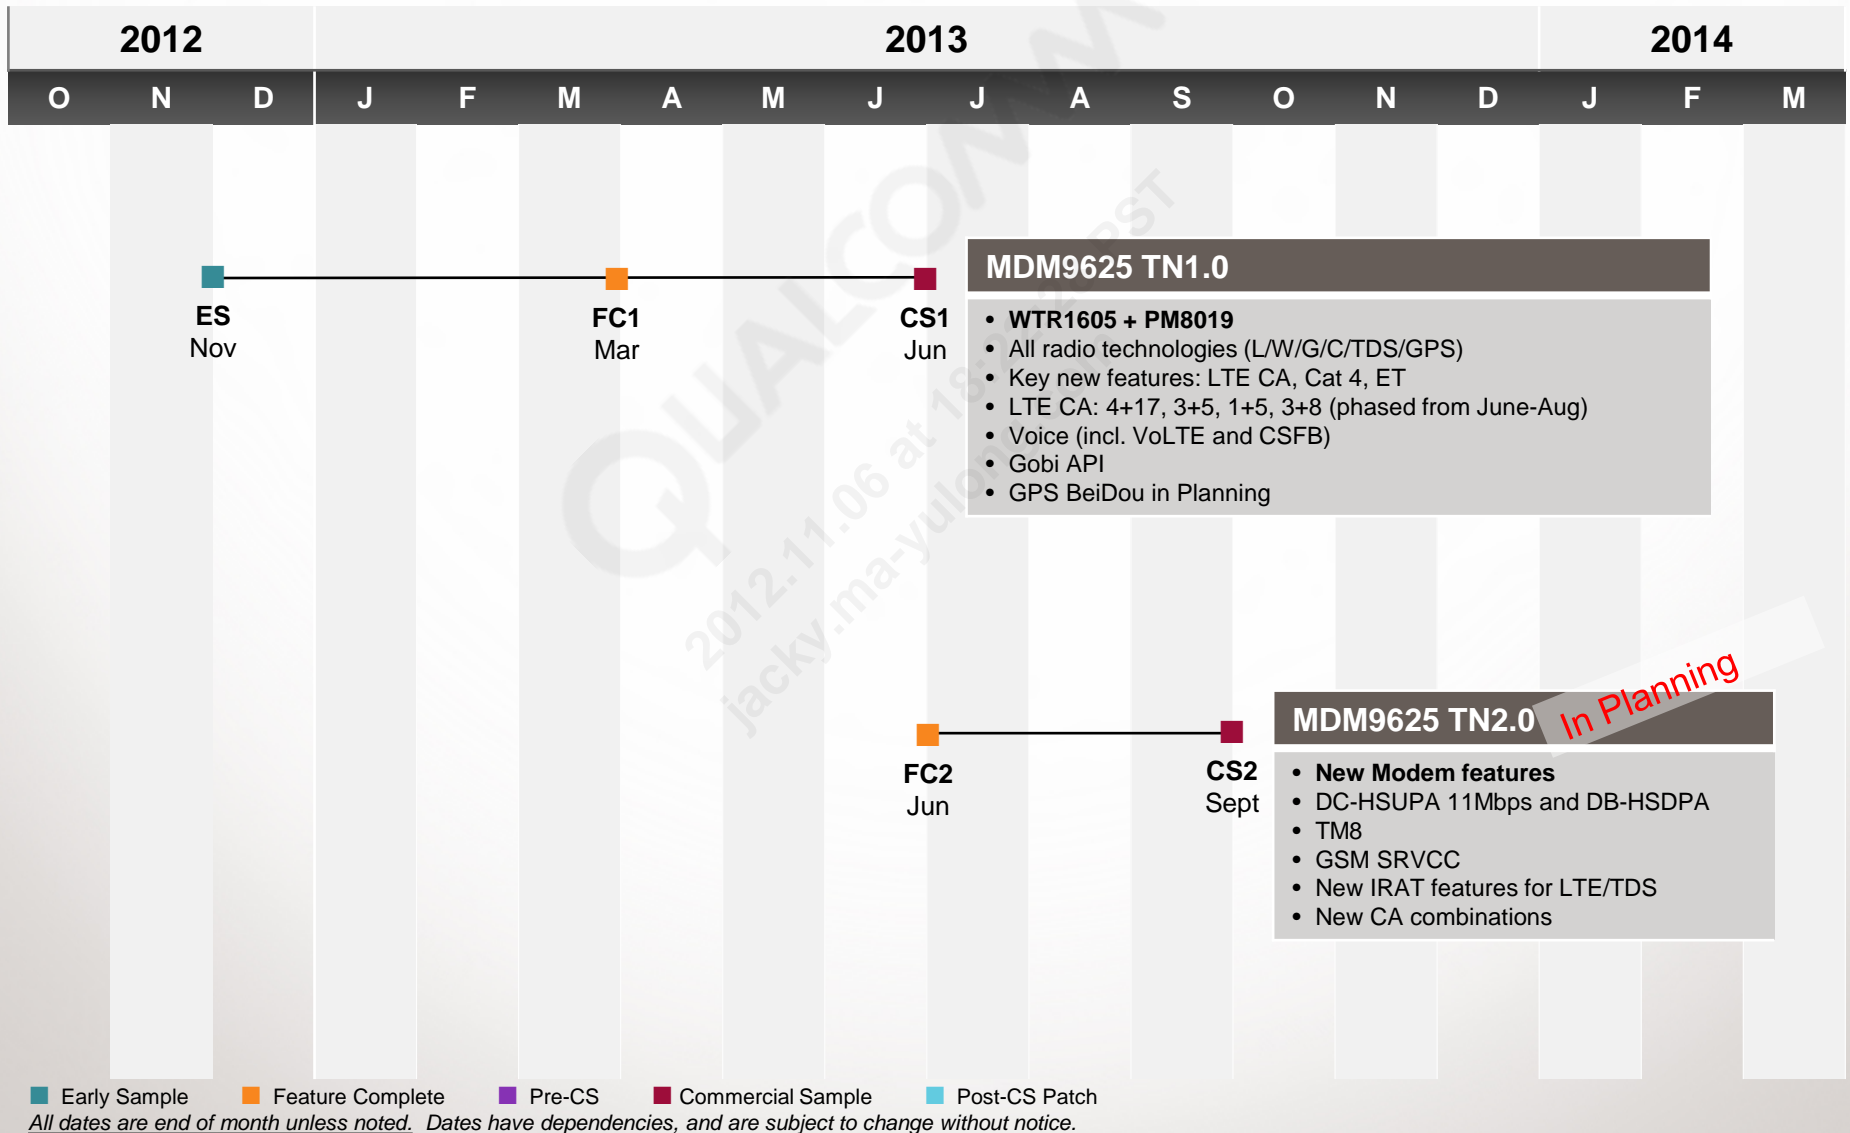 2012 2013 2014
O N D J F M A M J J A S O N D J F M
MDM9625 TN1.0
ES
Nov
FC1
Mar
CS1
Jun
• WTR1605 + PM8019
• All radio technologies (L/W/G/C/TDS/GPS)
• Key new features: LTE CA, Cat 4, ET
• LTE CA: 4+17, 3+5, 1+5, 3+8 (phased from June-Aug)
• Voice (incl. VoLTE and CSFB)
• Gobi API
• GPS BeiDou in Planning
QUALCOMM
2012.11.06 at
PST
MDM9625 TN2.0
In Planning
FC2
Jun
CS2
Sept
• New Modem features
• DC-HSUPA 11Mbps and DB-HSDPA
• TM8
• GSM SRVCC
• New IRAT features for LTE/TDS
• New CA combinations
Early Sample Feature Complete Pre-CS Commercial Sample Post-CS Patch
All dates are end of month unless noted. Dates have dependencies, and are subject to change without notice.